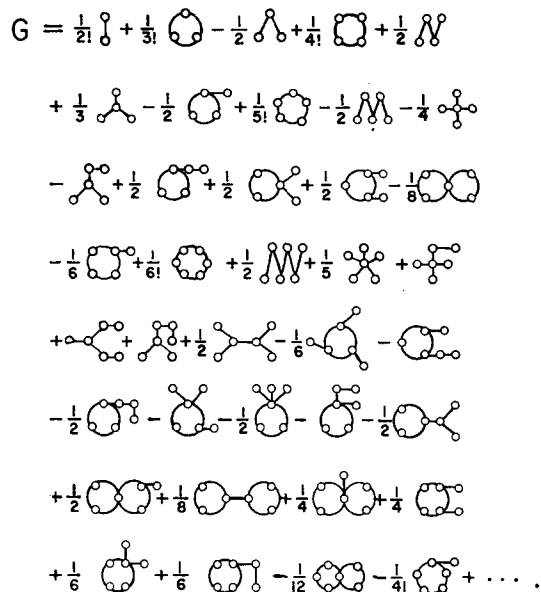 G = 1/2! + 1/3! - 1/2 + 1/4! + 1/2
+ 1/3 - 1/2 + 1/5! - 1/2 - 1/4
- + 1/2 + 1/2 + 1/2 - 1/8
- 1/6 + 1/6! + 1/2 + 1/5 +
+ + + 1/2 - 1/6 -
- 1/2 - - 1/2 - - 1/2
+ 1/2 + 1/8 + 1/4 + 1/4
+ 1/6 + 1/6 - 1/12 - 1/4! + ···· .